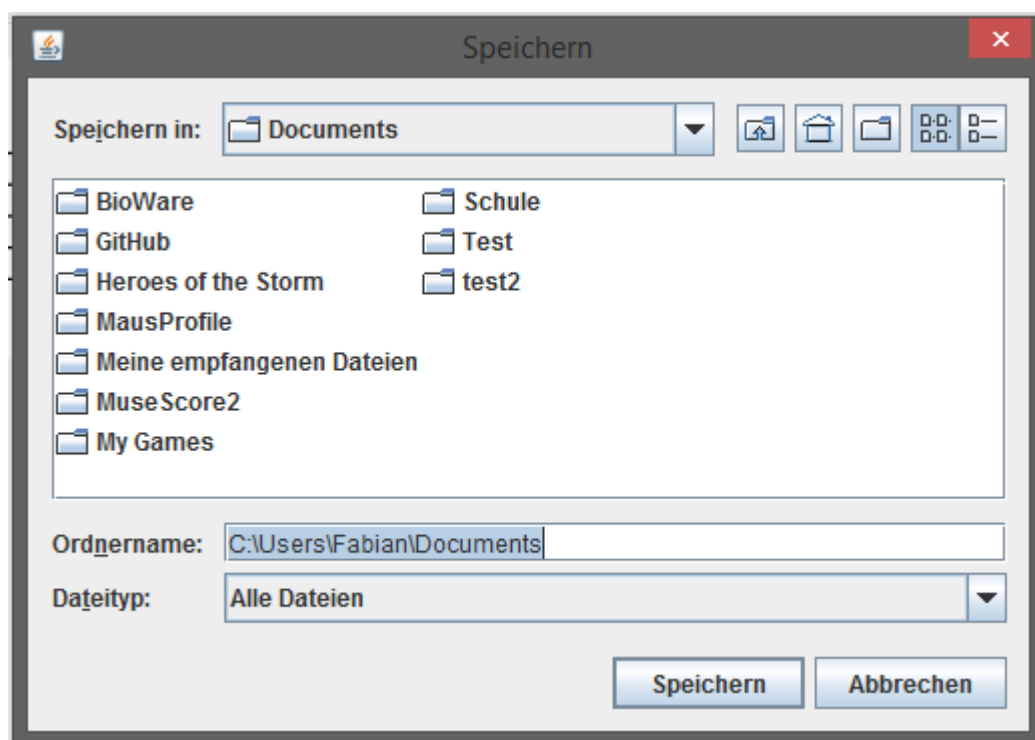 Speichern
Speichern in: Documents
BioWare
GitHub
Heroes of the Storm
MausProfile
Meine empfangenen Dateien
MuseScore2
My Games
Schule
Test
test2
Ordnername: C:\Users\Fabian\Documents
Dateityp: Alle Dateien
Speichern Abbrechen